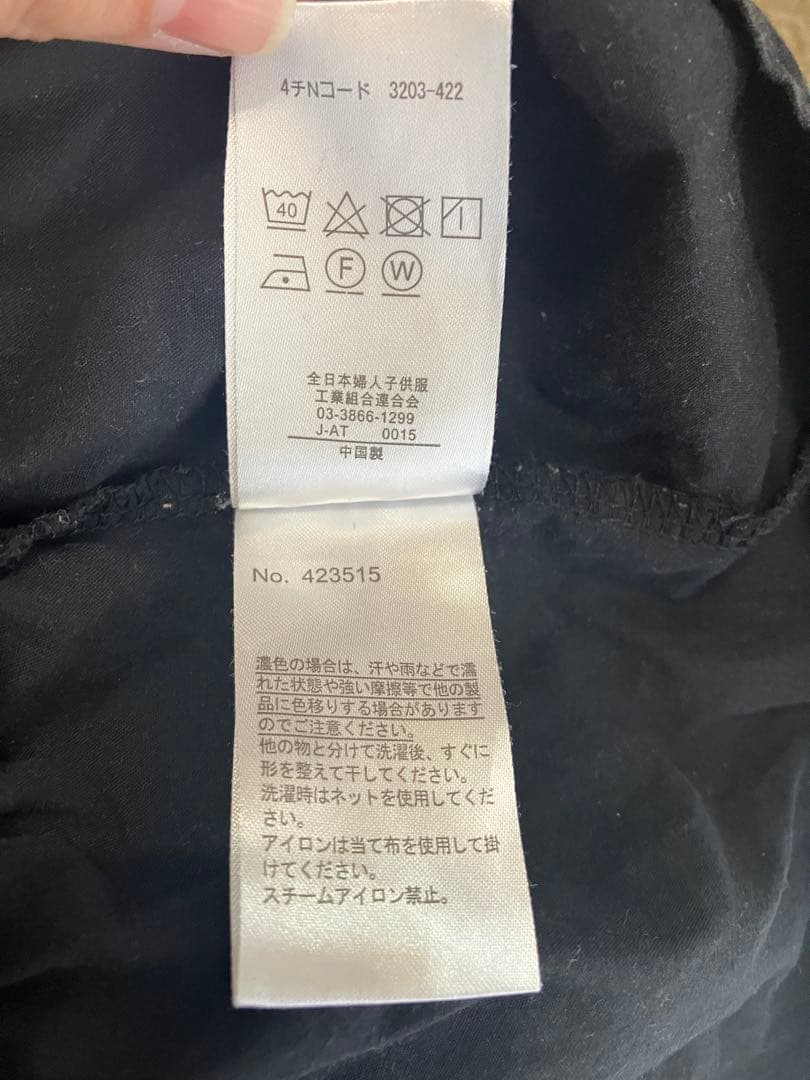 4チNコード 3203-422
40
F W
全日本婦人子供服
工業組合連合会
03-3866-1299
J-AT 0015
中国製
No. 423515
濃色の場合は、汗や雨などで濡
れた状態や強い摩擦等で他の製
品に色移りする場合があります
のでご注意ください。
他の物と分けて洗濯後、すぐに
形を整えて干してください。
洗濯時はネットを使用してくだ
さい。
アイロンは当て布を使用して掛
けてください。
スチームアイロン禁止。